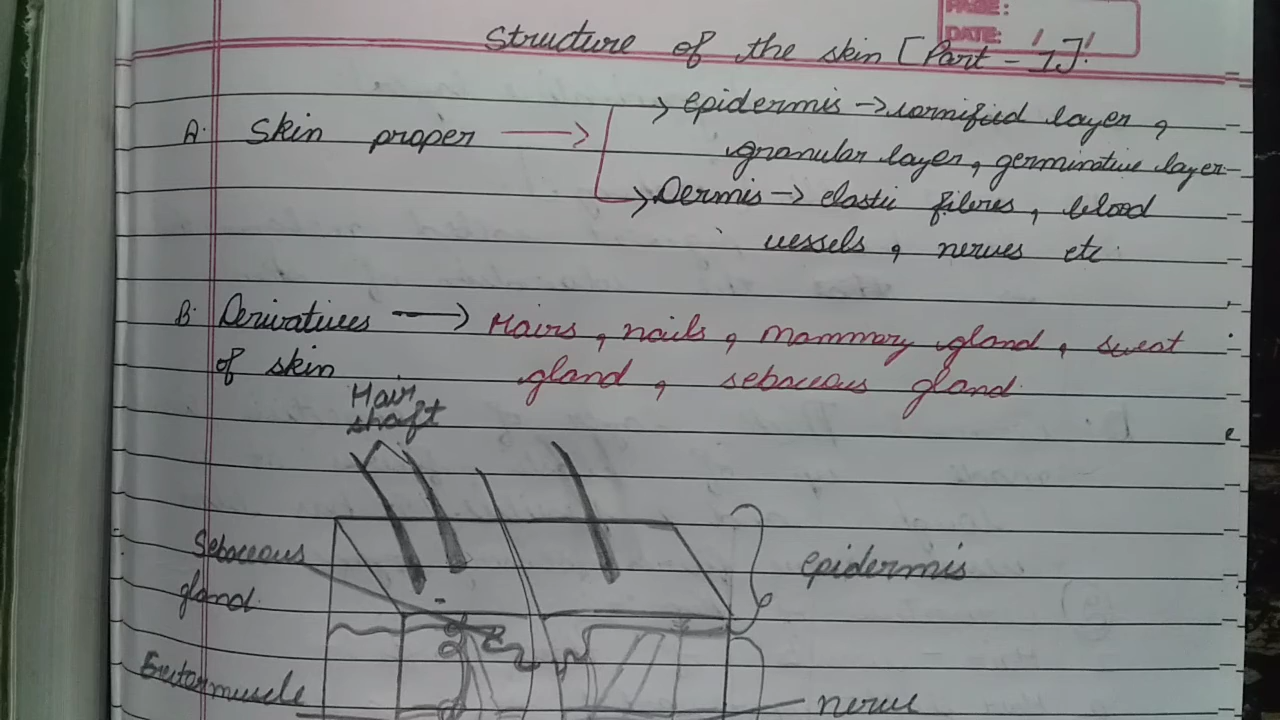 PAGE:
DATE: / /
Structure of the skin [Part - I].
A. Skin proper → → epidermis → cornified layer,
granular layer, germinative layer
→ Dermis → elastic fibres, blood
vessels, nerves etc.
B. Derivatives → Hairs, nails, mammary gland, sweat
of skin gland, sebaceous gland.
Hair
shaft
Sebaceous
gland.
epidermis
muscle
nerve